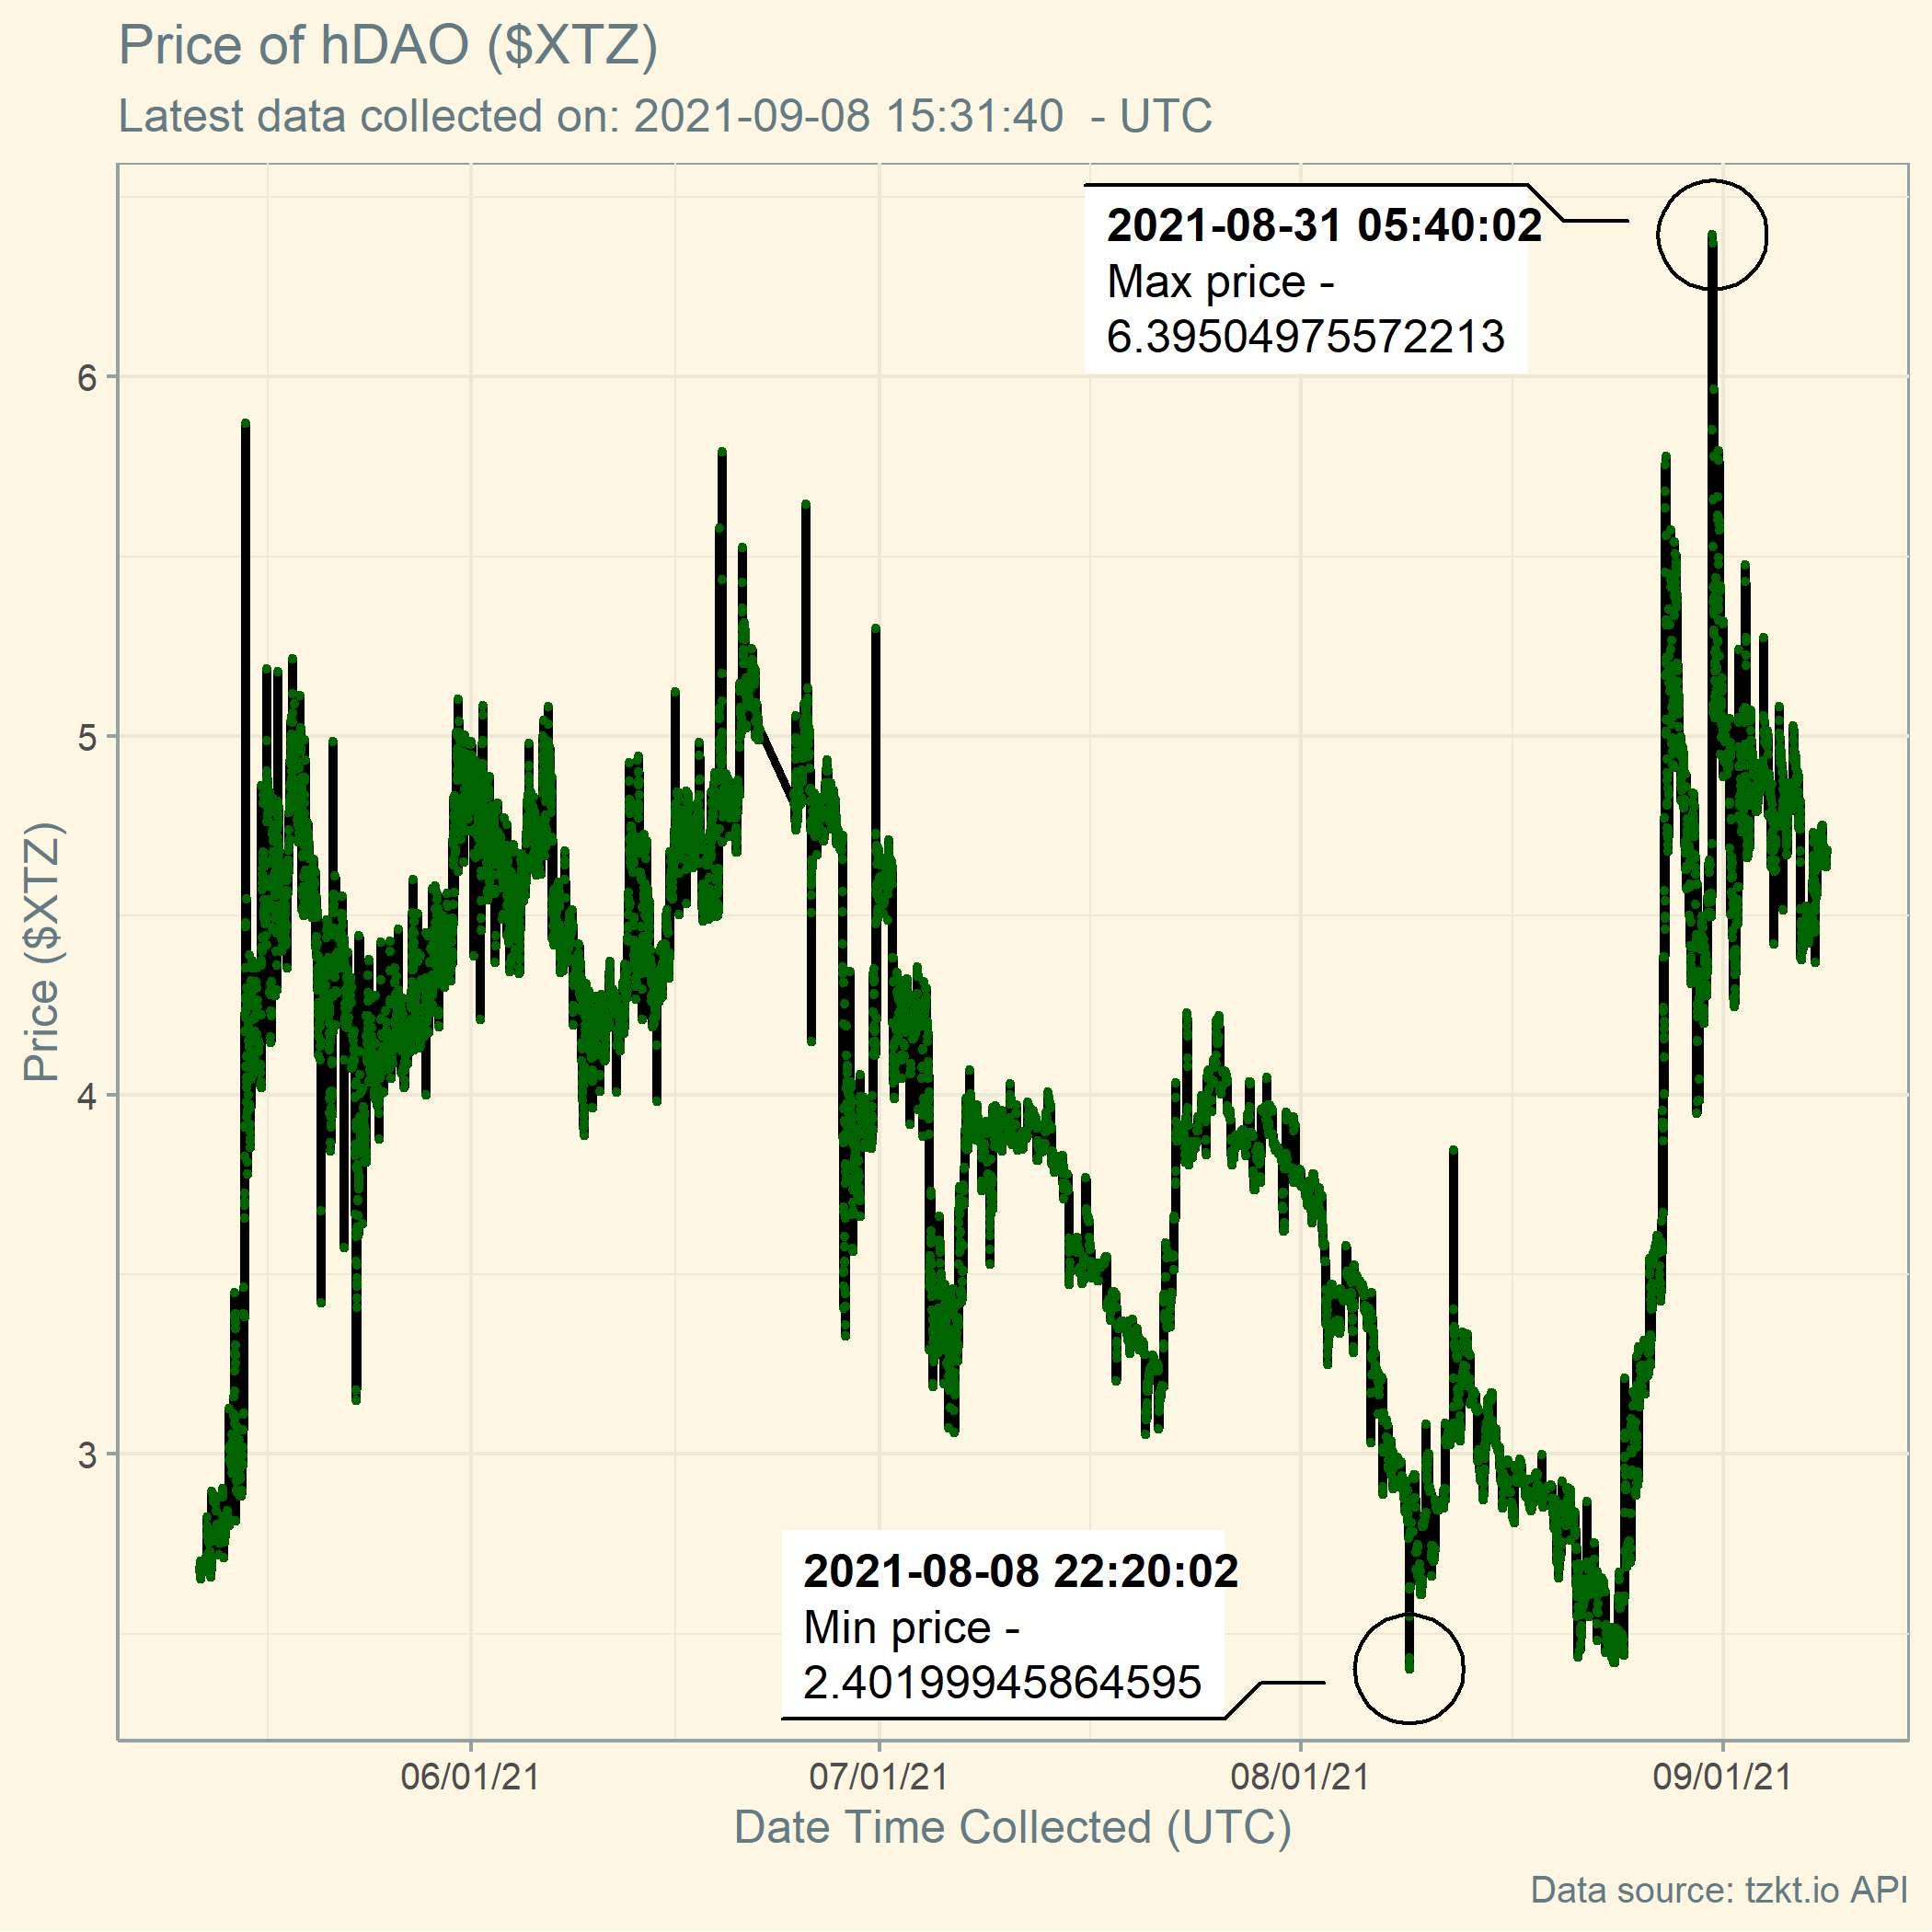 Price of hDAO ($XTZ)
Latest data collected on: 2021-09-08 15:31:40  - UTC
2021-08-31 05:40:02
Max price -
6.39504975572213
6
5
4
3
Price ($XTZ)
2021-08-08 22:20:02
Min price -
2.40199945864595
06/01/21 07/01/21 08/01/21 09/01/21
Date Time Collected (UTC)
Data source: tzkt.io API